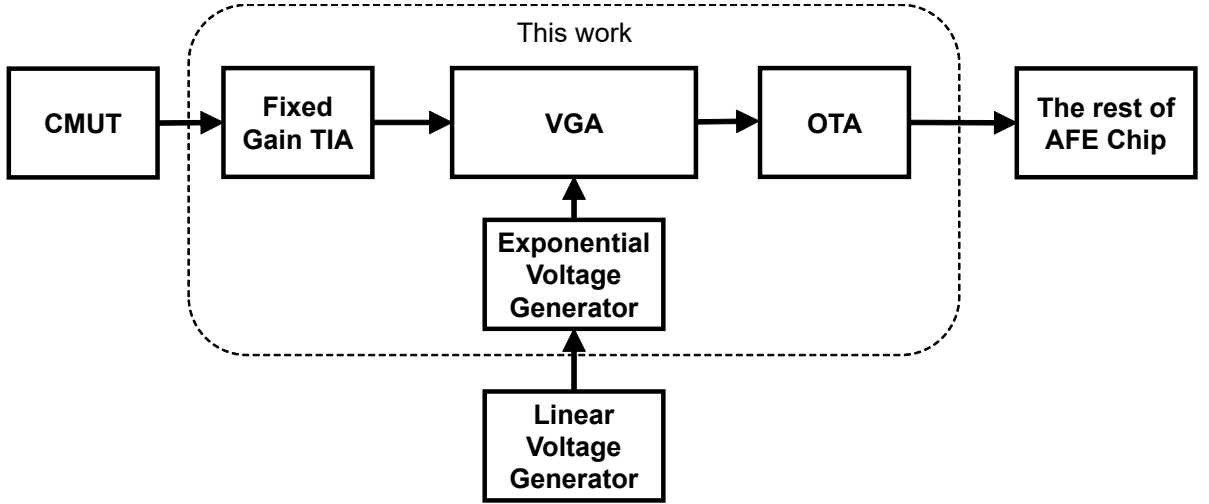 This work
CMUT
Fixed
Gain TIA
VGA
OTA
The rest of
AFE Chip
Exponential
Voltage
Generator
Linear
Voltage
Generator